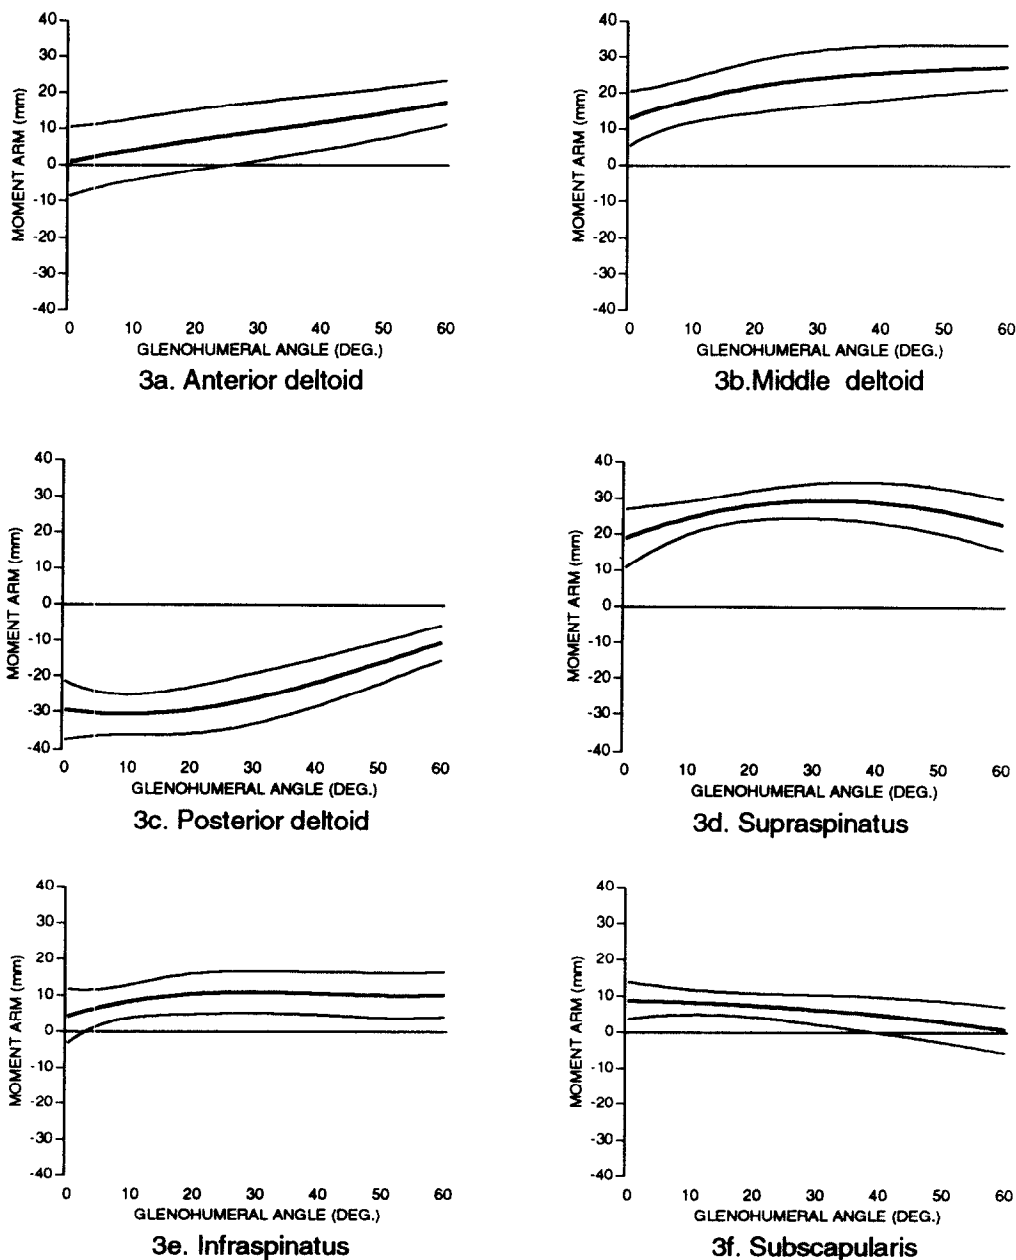 40
30
20
10
0
-10
-20
-30
-40
MOMENT ARM (mm)
0 10 20 30 40 50 60
GLENOHUMERAL ANGLE (DEG.)
3a. Anterior deltoid
40
30
20
10
0
-10
-20
-30
-40
MOMENT ARM (mm)
0 10 20 30 40 50 60
GLENOHUMERAL ANGLE (DEG.)
3b.Middle deltoid
40
30
20
10
0
-10
-20
-30
-40
MOMENT ARM (mm)
0 10 20 30 40 50 60
GLENOHUMERAL ANGLE (DEG.)
3c. Posterior deltoid
40
30
20
10
0
-10
-20
-30
-40
MOMENT ARM (mm)
0 10 20 30 40 50 60
GLENOHUMERAL ANGLE (DEG.)
3d. Supraspinatus
40
30
20
10
0
-10
-20
-30
-40
MOMENT ARM (mm)
0 10 20 30 40 50 60
GLENOHUMERAL ANGLE (DEG.)
3e. Infraspinatus
40
30
20
10
0
-10
-20
-30
-40
MOMENT ARM (mm)
0 10 20 30 40 50 60
GLENOHUMERAL ANGLE (DEG.)
3f. Subscapularis